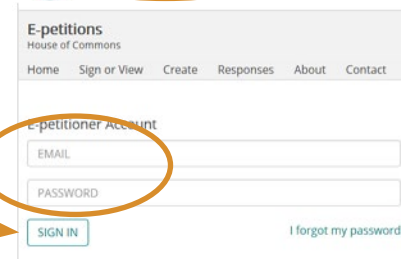 E-petitions
House of Commons
Home Sign or View Create Responses About Contact
E-petitioner Account
EMAIL
PASSWORD
SIGN IN I forgot my password